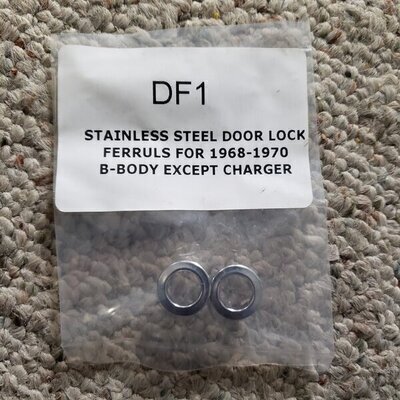 DF1
STAINLESS STEEL DOOR LOCK
FERRULS FOR 1968-1970
B-BODY EXCEPT CHARGER